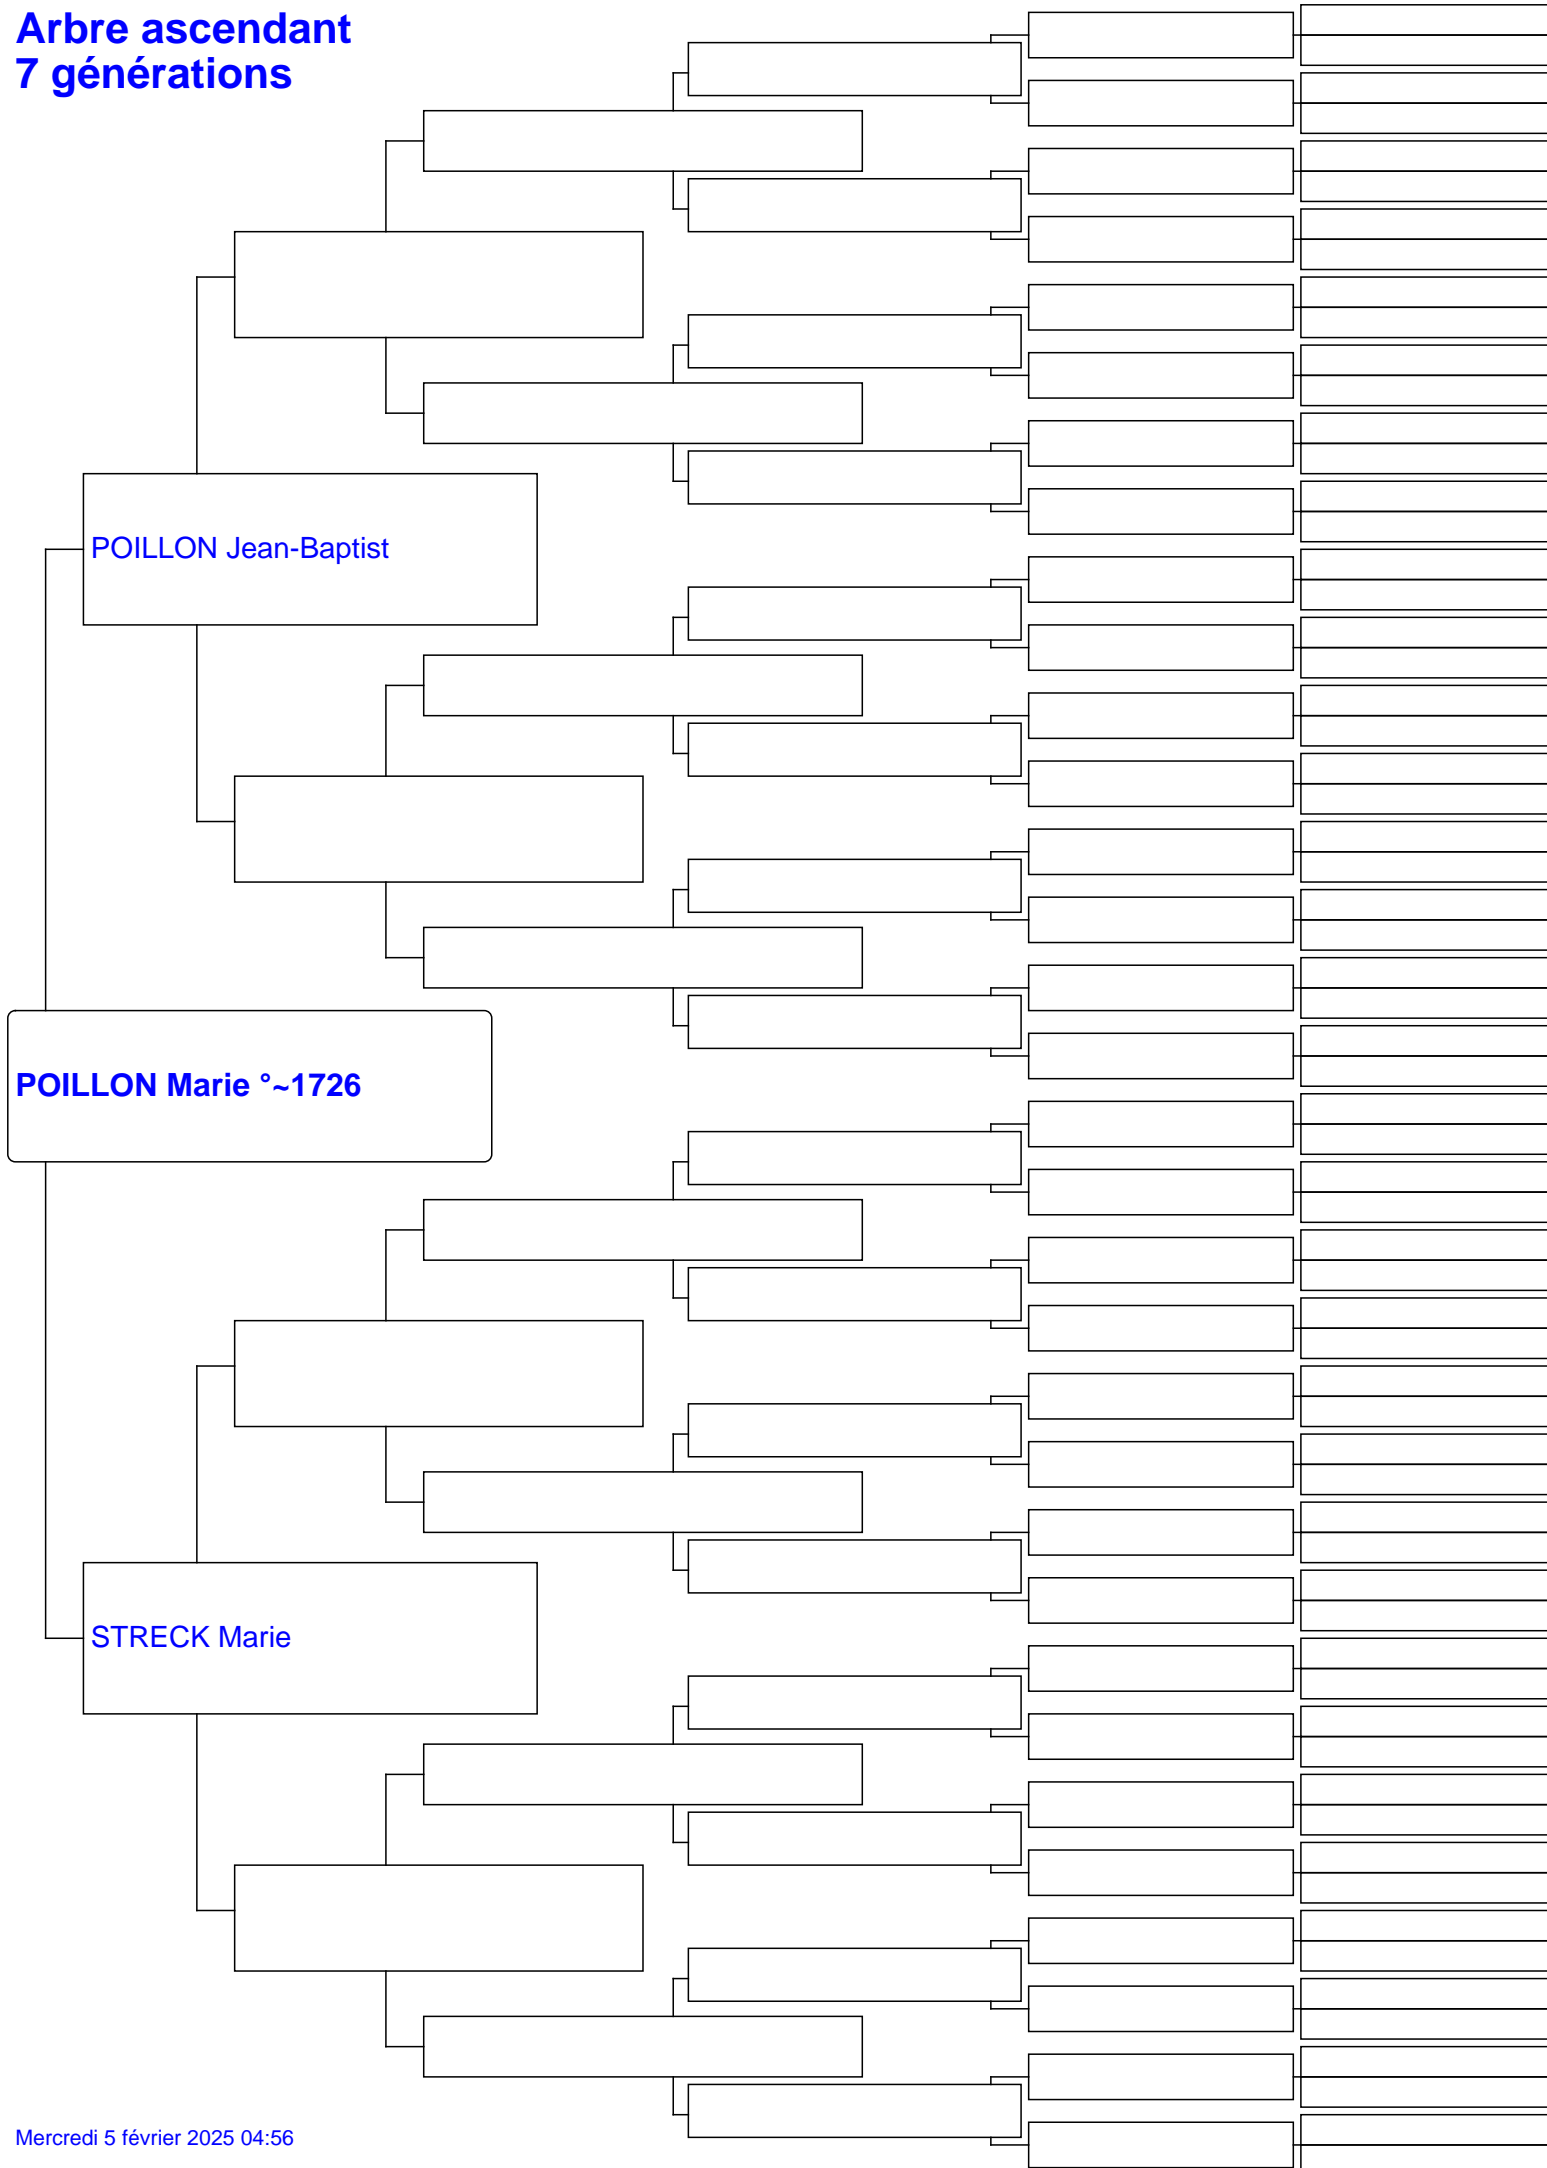 Arbre ascendant
7 générations
POILLON Jean-Baptist
POILLON Marie °~1726
STRECK Marie
Mercredi 5 février 2025 04:56